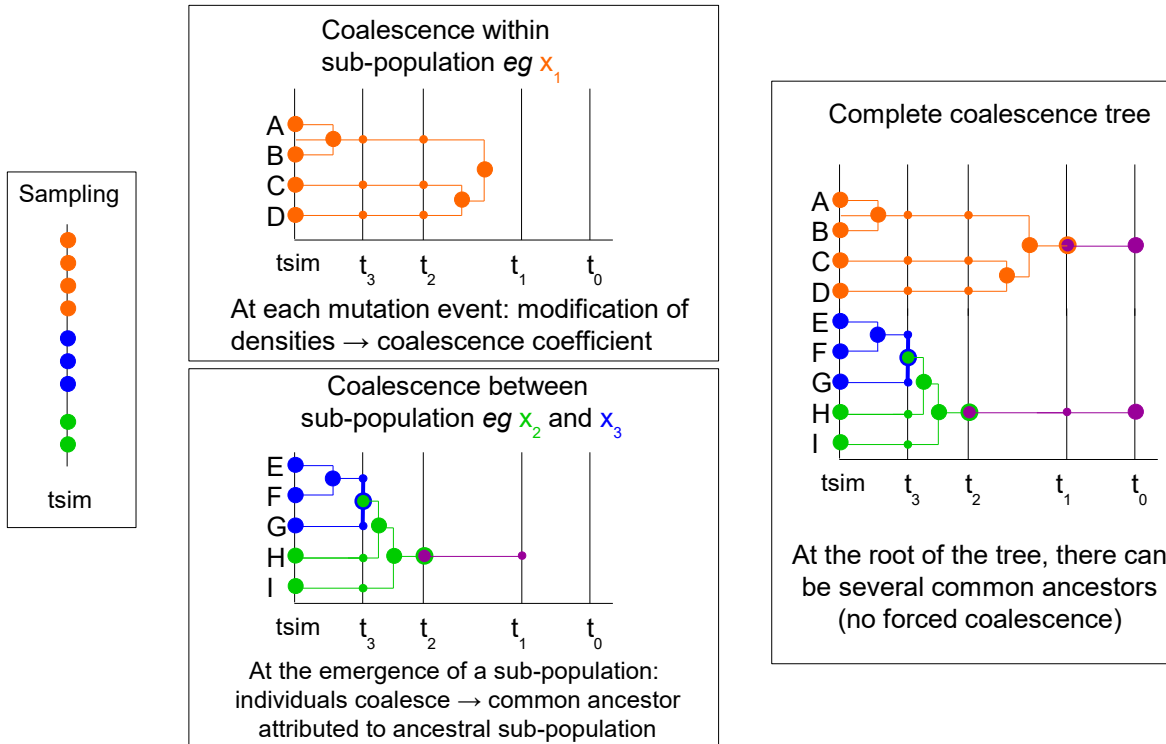 Sampling
tsim
Coalescence within
sub-population eg x₁
A
B
C
D
tsim t₃ t₂ t₁ t₀
At each mutation event: modification of
densities → coalescence coefficient
Coalescence between
sub-population eg x₂ and x₃
E
F
G
H
I
tsim t₃ t₂ t₁ t₀
At the emergence of a sub-population:
individuals coalesce → common ancestor
attributed to ancestral sub-population
Complete coalescence tree
A
B
C
D
E
F
G
H
I
tsim t₃ t₂ t₁ t₀
At the root of the tree, there can
be several common ancestors
(no forced coalescence)